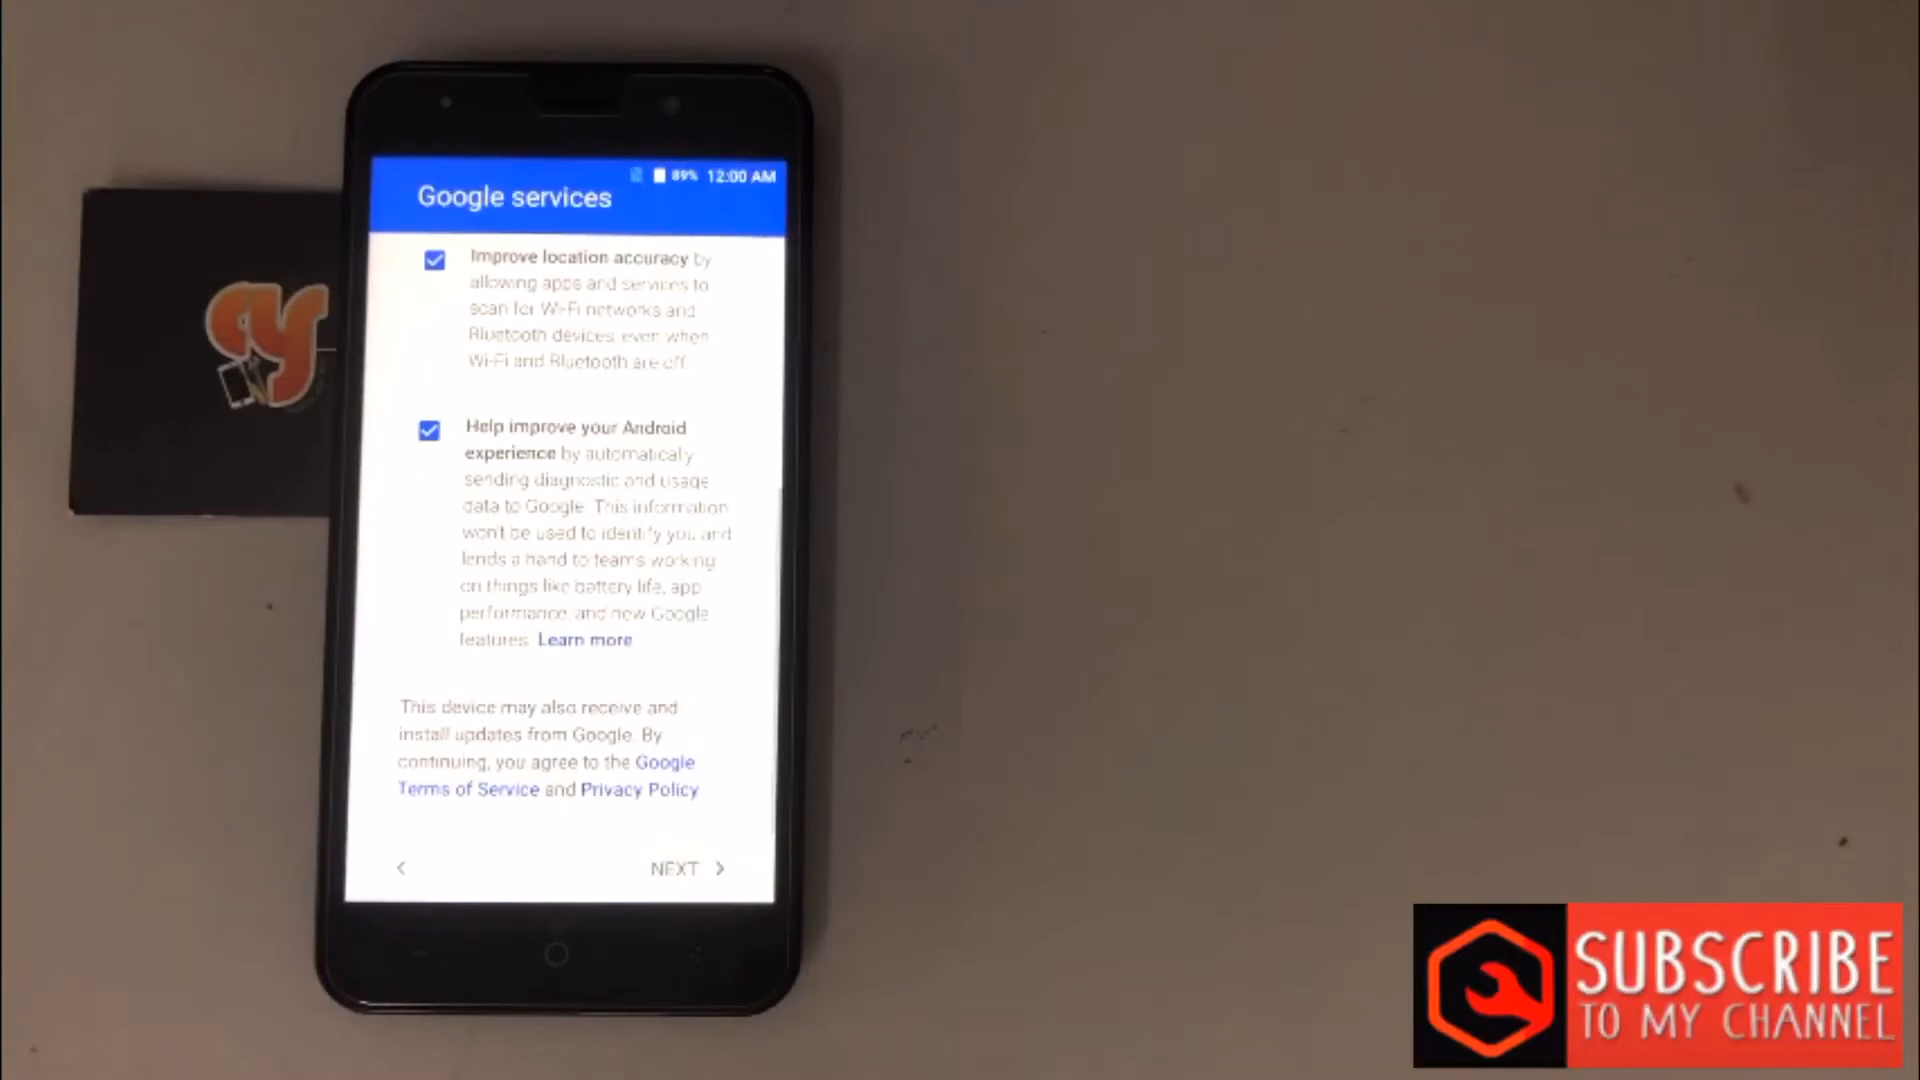 89% 12:00 AM
Google services
Improve location accuracy by
allowing apps and services to
scan for Wi-Fi networks and
Bluetooth devices, even when
Wi-Fi and Bluetooth are off.
Help improve your Android
experience by automatically
sending diagnostic and usage
data to Google. This information
won't be used to identify you and
lends a hand to teams working
on things like battery life, app
performance, and new Google
features. Learn more
This device may also receive and
install updates from Google. By
continuing, you agree to the Google
Terms of Service and Privacy Policy
< NEXT >
SUBSCRIBE
TO MY CHANNEL